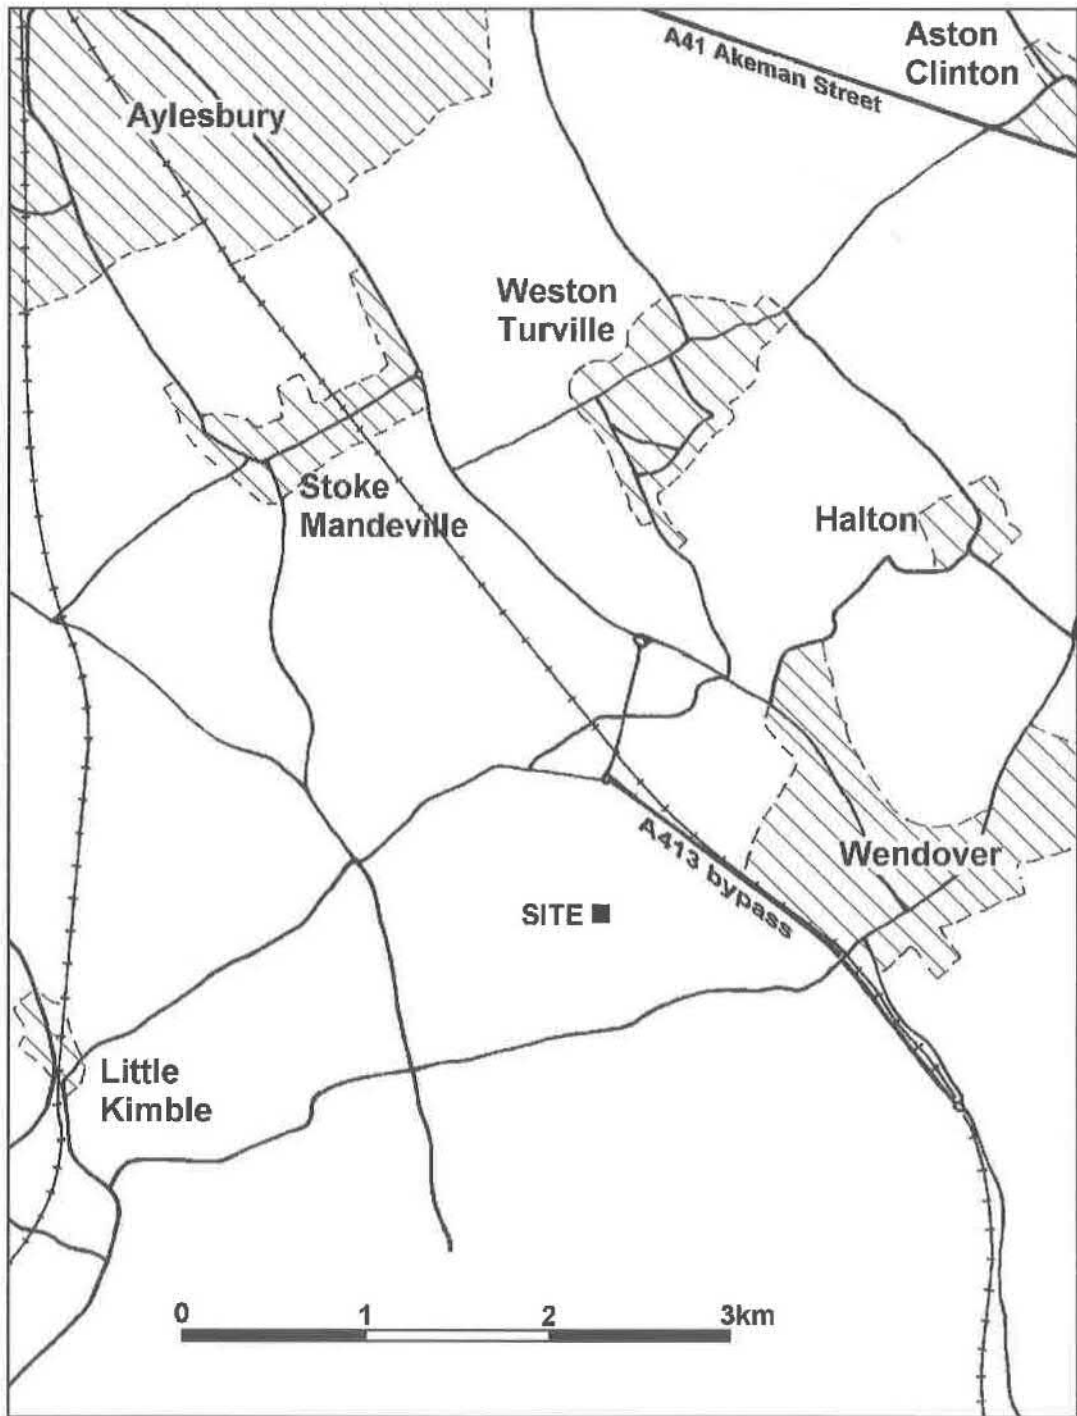 A41 Akeman Street
Aston
Clinton
Aylesbury
Weston
Turville
Stoke
Mandeville
Halton
Wendover
A413 bypass
SITE
Little
Kimble
0 1 2 3km